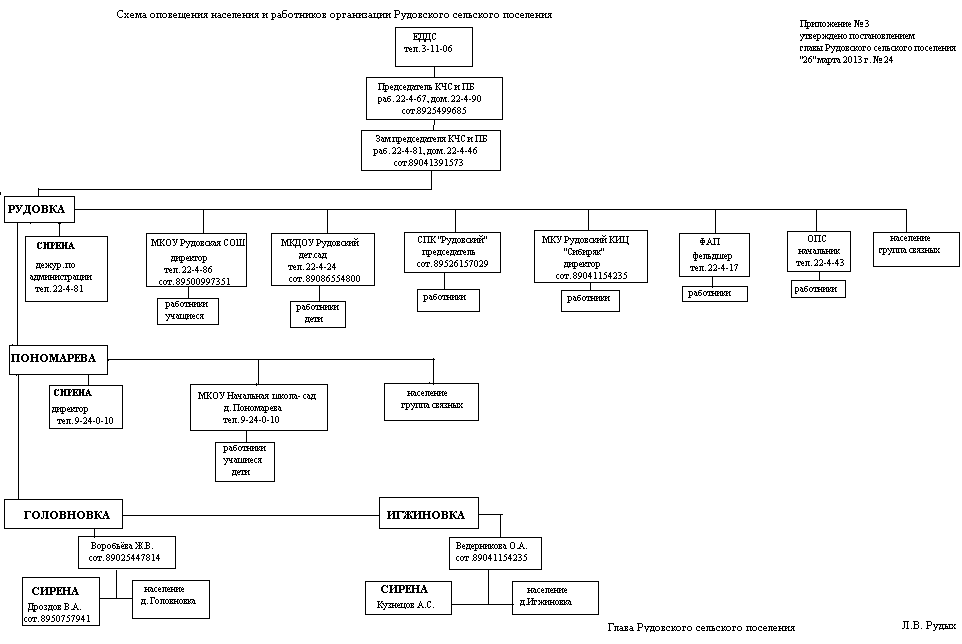 Схема оповещения населения и работников организации Рудовского сельского поселения
Приложение № 3
утверждено постановлением
главы Рудовского сельского поселения
"26"марта 2013 г. № 24
ЕДДС
тел.3-11-06
Председатель КЧС и ПБ
раб. 22-4-67, дом. 22-4-90
сот.8925499685
Зам председателя КЧС и ПБ
раб. 22-4-81, дом. 22-4-46
сот.89041391573
РУДОВКА
СИРЕНА
дежур. по
администрации
тел. 22-4-81
МКОУ Рудовская СОШ
директор
тел. 22-4-86
сот.89500997351
работники
учащиеся
МКДОУ Рудовский
дет.сад
тел. 22-4-24
сот.89086554800
работники
дети
СПК "Рудовский"
председатель
сот.89526157029
работники
МКУ Рудовский КИЦ
"Сибиряк"
директор
сот.89041154235
работники
ФАП
фельдшер
тел.22-4-17
работники
ОПС
начальник
тел. 22-4-43
работники
население
группа связных
ПОНОМАРЕВА
СИРЕНА
директор
тел. 9-24-0-10
МКОУ Начальная школа- сад
д. Пономарева
тел. 9-24-0-10
работники
учащиеся
дети
население
группа связных
ГОЛОВНОВКА
Воробьёва Ж.В.
сот.89025447814
СИРЕНА
Дроздов В.А.
сот.8950757941
население
д. Головновка
ИГЖИНОВКА
Ведерникова О.А.
сот.89041154235
СИРЕНА
Кузнецов А.С.
население
д.Игжиновка
Глава Рудовского сельского поселения
Л.В. Рудых